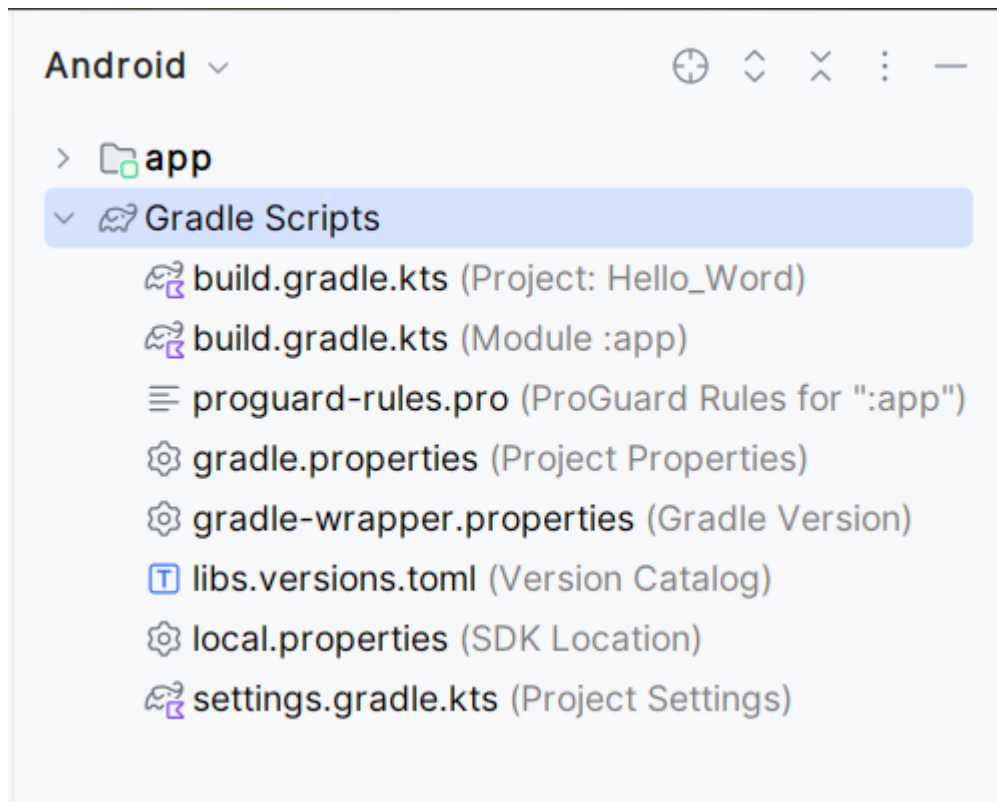 Android
app
Gradle Scripts
build.gradle.kts (Project: Hello_Word)
build.gradle.kts (Module :app)
proguard-rules.pro (ProGuard Rules for ":app")
gradle.properties (Project Properties)
gradle-wrapper.properties (Gradle Version)
libs.versions.toml (Version Catalog)
local.properties (SDK Location)
settings.gradle.kts (Project Settings)